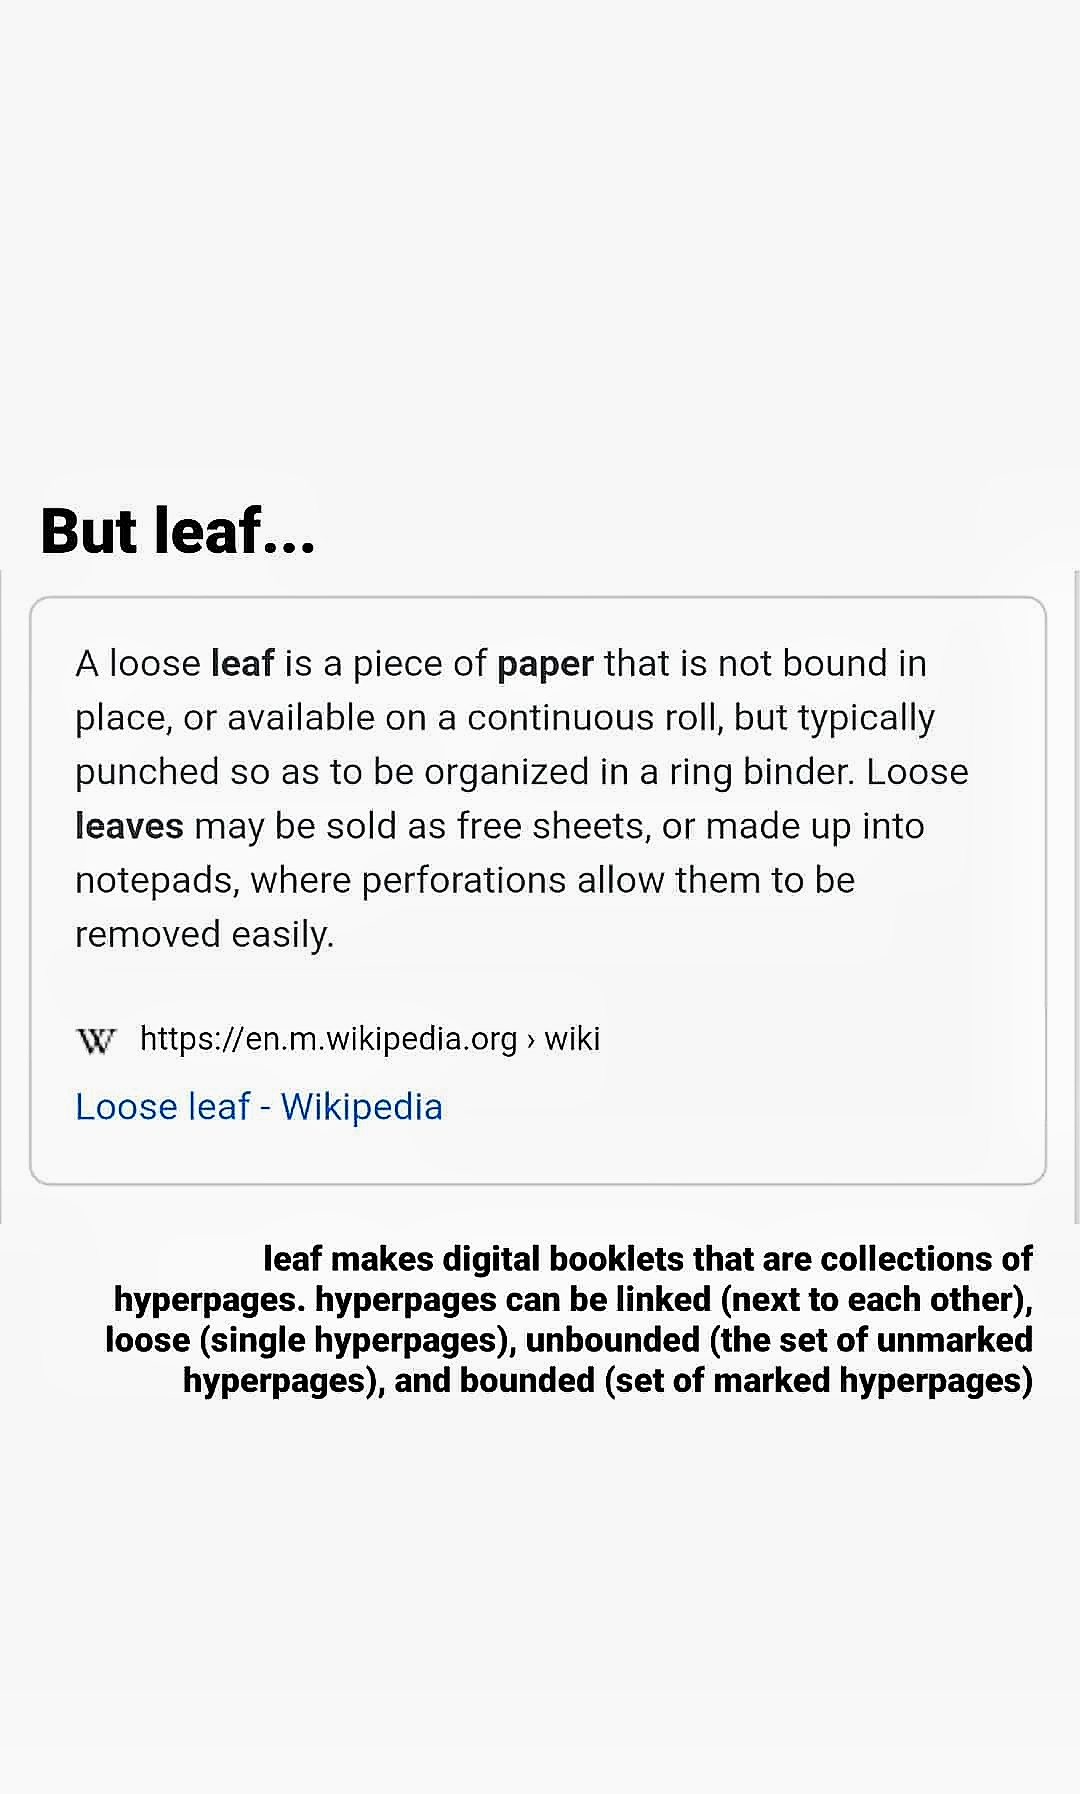 But leaf...
A loose leaf is a piece of paper that is not bound in
place, or available on a continuous roll, but typically
punched so as to be organized in a ring binder. Loose
leaves may be sold as free sheets, or made up into
notepads, where perforations allow them to be
removed easily.
W https://en.m.wikipedia.org › wiki
Loose leaf - Wikipedia
leaf makes digital booklets that are collections of
hyperpages. hyperpages can be linked (next to each other),
loose (single hyperpages), unbounded (the set of unmarked
hyperpages), and bounded (set of marked hyperpages)